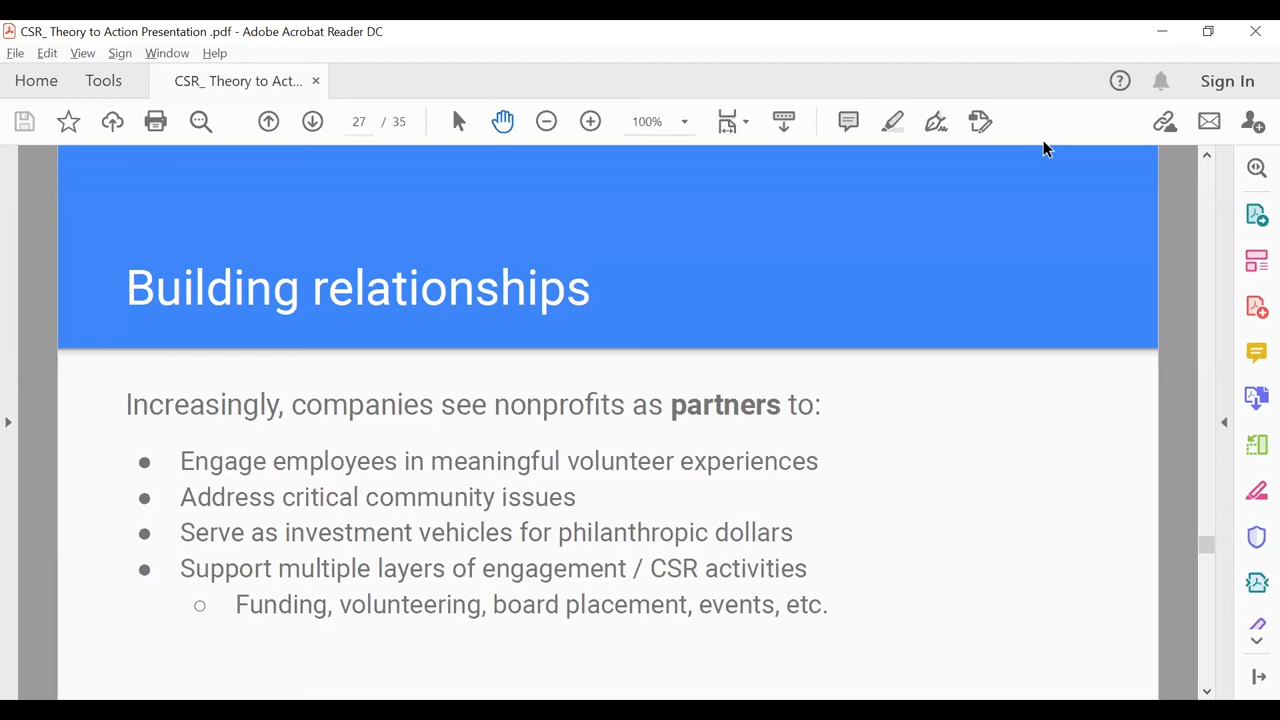 CSR_ Theory to Action Presentation .pdf - Adobe Acrobat Reader DC
File Edit View Sign Window Help
Home Tools CSR_ Theory to Act... × Sign In
27 / 35 100%
Building relationships
Increasingly, companies see nonprofits as partners to:
● Engage employees in meaningful volunteer experiences
● Address critical community issues
● Serve as investment vehicles for philanthropic dollars
● Support multiple layers of engagement / CSR activities
○ Funding, volunteering, board placement, events, etc.